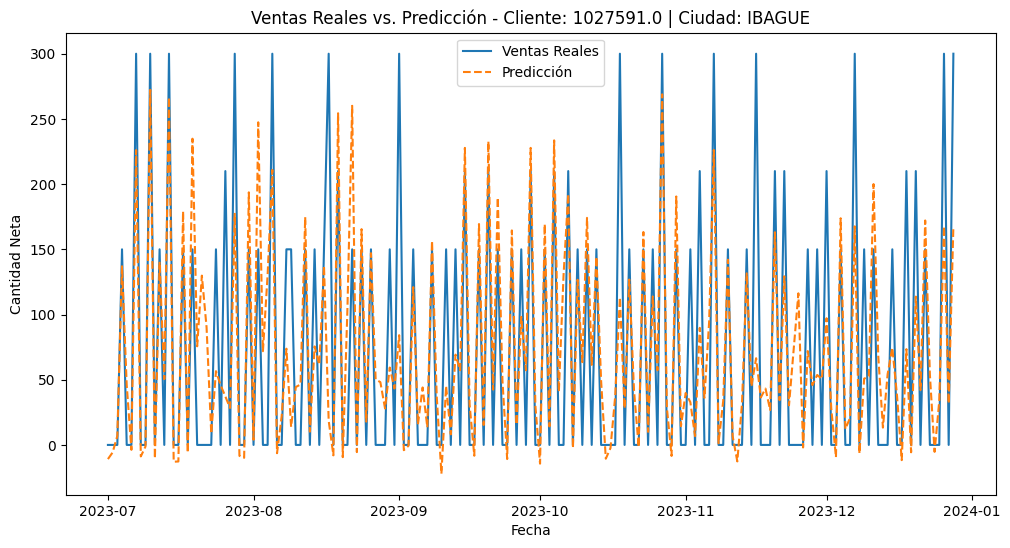 Ventas Reales vs. Predicción - Cliente: 1027591.0 | Ciudad: IBAGUE
Ventas Reales
Predicción
Cantidad Neta
300
250
200
150
100
50
0
2023-07
2023-08
2023-09
2023-10
2023-11
2023-12
2024-01
Fecha